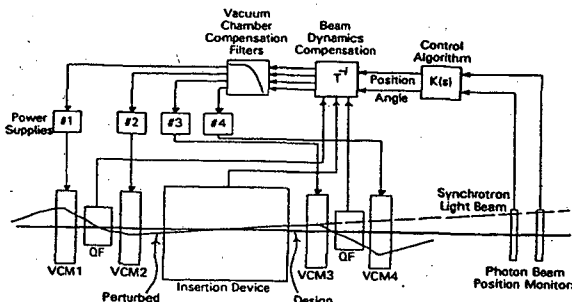 Vacuum
Chamber
Compensation
Filters
Beam
Dynamics
Compensation
Control
Algorithm
T⁻¹
Position
Angle
K(s)
Power
Supplies
#1
#2
#3
#4
Synchrotron
Light Beam
VCM1
QF
VCM2
Insertion Device
VCM3
QF
VCM4
Photon Beam
Position Monitors
Perturbed
Design